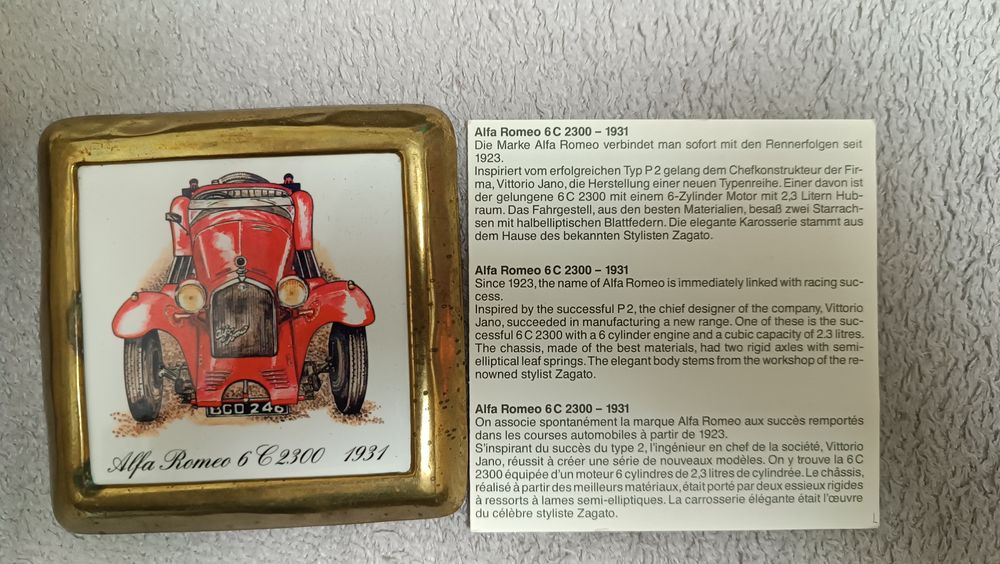 Alfa Romeo
BGD 246
Alfa Romeo 6 C 2300 1931
Alfa Romeo 6 C 2300 – 1931
Die Marke Alfa Romeo verbindet man sofort mit den Rennerfolgen seit
1923.
Inspiriert vom erfolgreichen Typ P 2 gelang dem Chefkonstrukteur der Fir-
ma, Vittorio Jano, die Herstellung einer neuen Typenreihe. Einer davon ist
der gelungene 6 C 2300 mit einem 6-Zylinder Motor mit 2,3 Litern Hub-
raum. Das Fahrgestell, aus den besten Materialien, besaß zwei Starrach-
sen mit halbelliptischen Blattfedern. Die elegante Karosserie stammt aus
dem Hause des bekannten Stylisten Zagato.
Alfa Romeo 6 C 2300 – 1931
Since 1923, the name of Alfa Romeo is immediately linked with racing suc-
cess.
Inspired by the successful P 2, the chief designer of the company, Vittorio
Jano, succeeded in manufacturing a new range. One of these is the suc-
cessful 6 C 2300 with a 6 cylinder engine and a cubic capacity of 2.3 litres.
The chassis, made of the best materials, had two rigid axles with semi-
elliptical leaf springs. The elegant body stems from the workshop of the re-
nowned stylist Zagato.
Alfa Romeo 6 C 2300 – 1931
On associe spontanément la marque Alfa Romeo aux succès remportés
dans les courses automobiles à partir de 1923.
S'inspirant du succès du type 2, l'ingénieur en chef de la société, Vittorio
Jano, réussit à créer une série de nouveaux modèles. On y trouve la 6 C
2300 équipée d'un moteur 6 cylindres de 2,3 litres de cylindrée. Le châssis,
réalisé à partir des meilleurs matériaux, était porté par deux essieux rigides
à ressorts à lames semi-elliptiques. La carrosserie élégante était l'œuvre
du célèbre styliste Zagato.